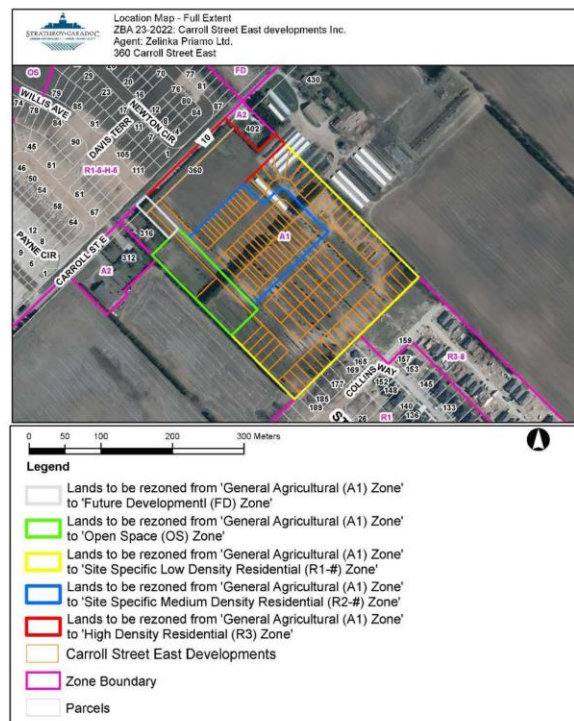 STRATHROY-CARADOC
Location Map - Full Extent
ZBA 23-2022: Carroll Street East developments Inc.
Agent: Zelinka Priamo Ltd.
360 Carroll Street East
OS
FD
430
WILLIS AVE
NEWTON CIR
DAVIS TERR
A2
402
10
R1-5-H-5
360
PAYNE CIR
316
312
A2
A1
CARROLL ST E
159
COLLINS WAY
R3-8
R1
0 50 100 200 300 Meters
Legend
Lands to be rezoned from 'General Agricultural (A1) Zone'
to 'Future Developmentl (FD) Zone'
Lands to be rezoned from 'General Agricultural (A1) Zone'
to 'Open Space (OS) Zone'
Lands to be rezoned from 'General Agricultural (A1) Zone'
to 'Site Specific Low Density Residential (R1-#) Zone'
Lands to be rezoned from 'General Agricultural (A1) Zone'
to 'Site Specific Medium Density Residential (R2-#) Zone'
Lands to be rezoned from 'General Agricultural (A1) Zone'
to 'High Density Residential (R3) Zone'
Carroll Street East Developments
Zone Boundary
Parcels